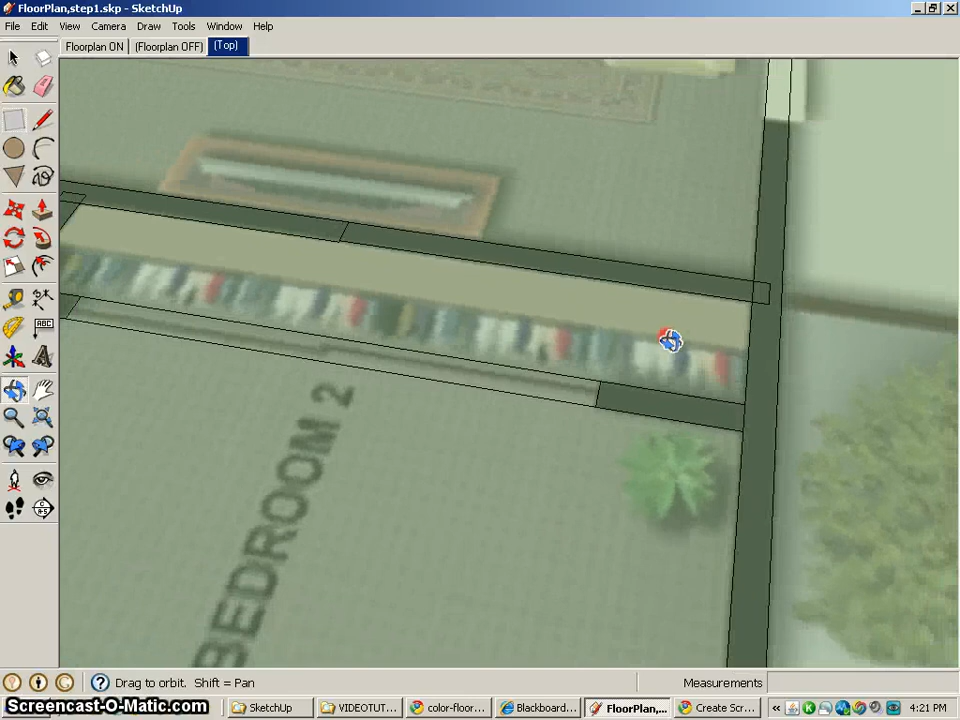 FloorPlan,step1.skp - SketchUp
File Edit View Camera Draw Tools Window Help
Floorplan ON (Floorplan OFF) (Top)
ABC
BEDROOM 2
Drag to orbit. Shift = Pan
Measurements
Screencast-O-Matic.com
SketchUp VIDEOTUT... color-floor... Blackboard... FloorPlan,... Create Scr... 4:21 PM